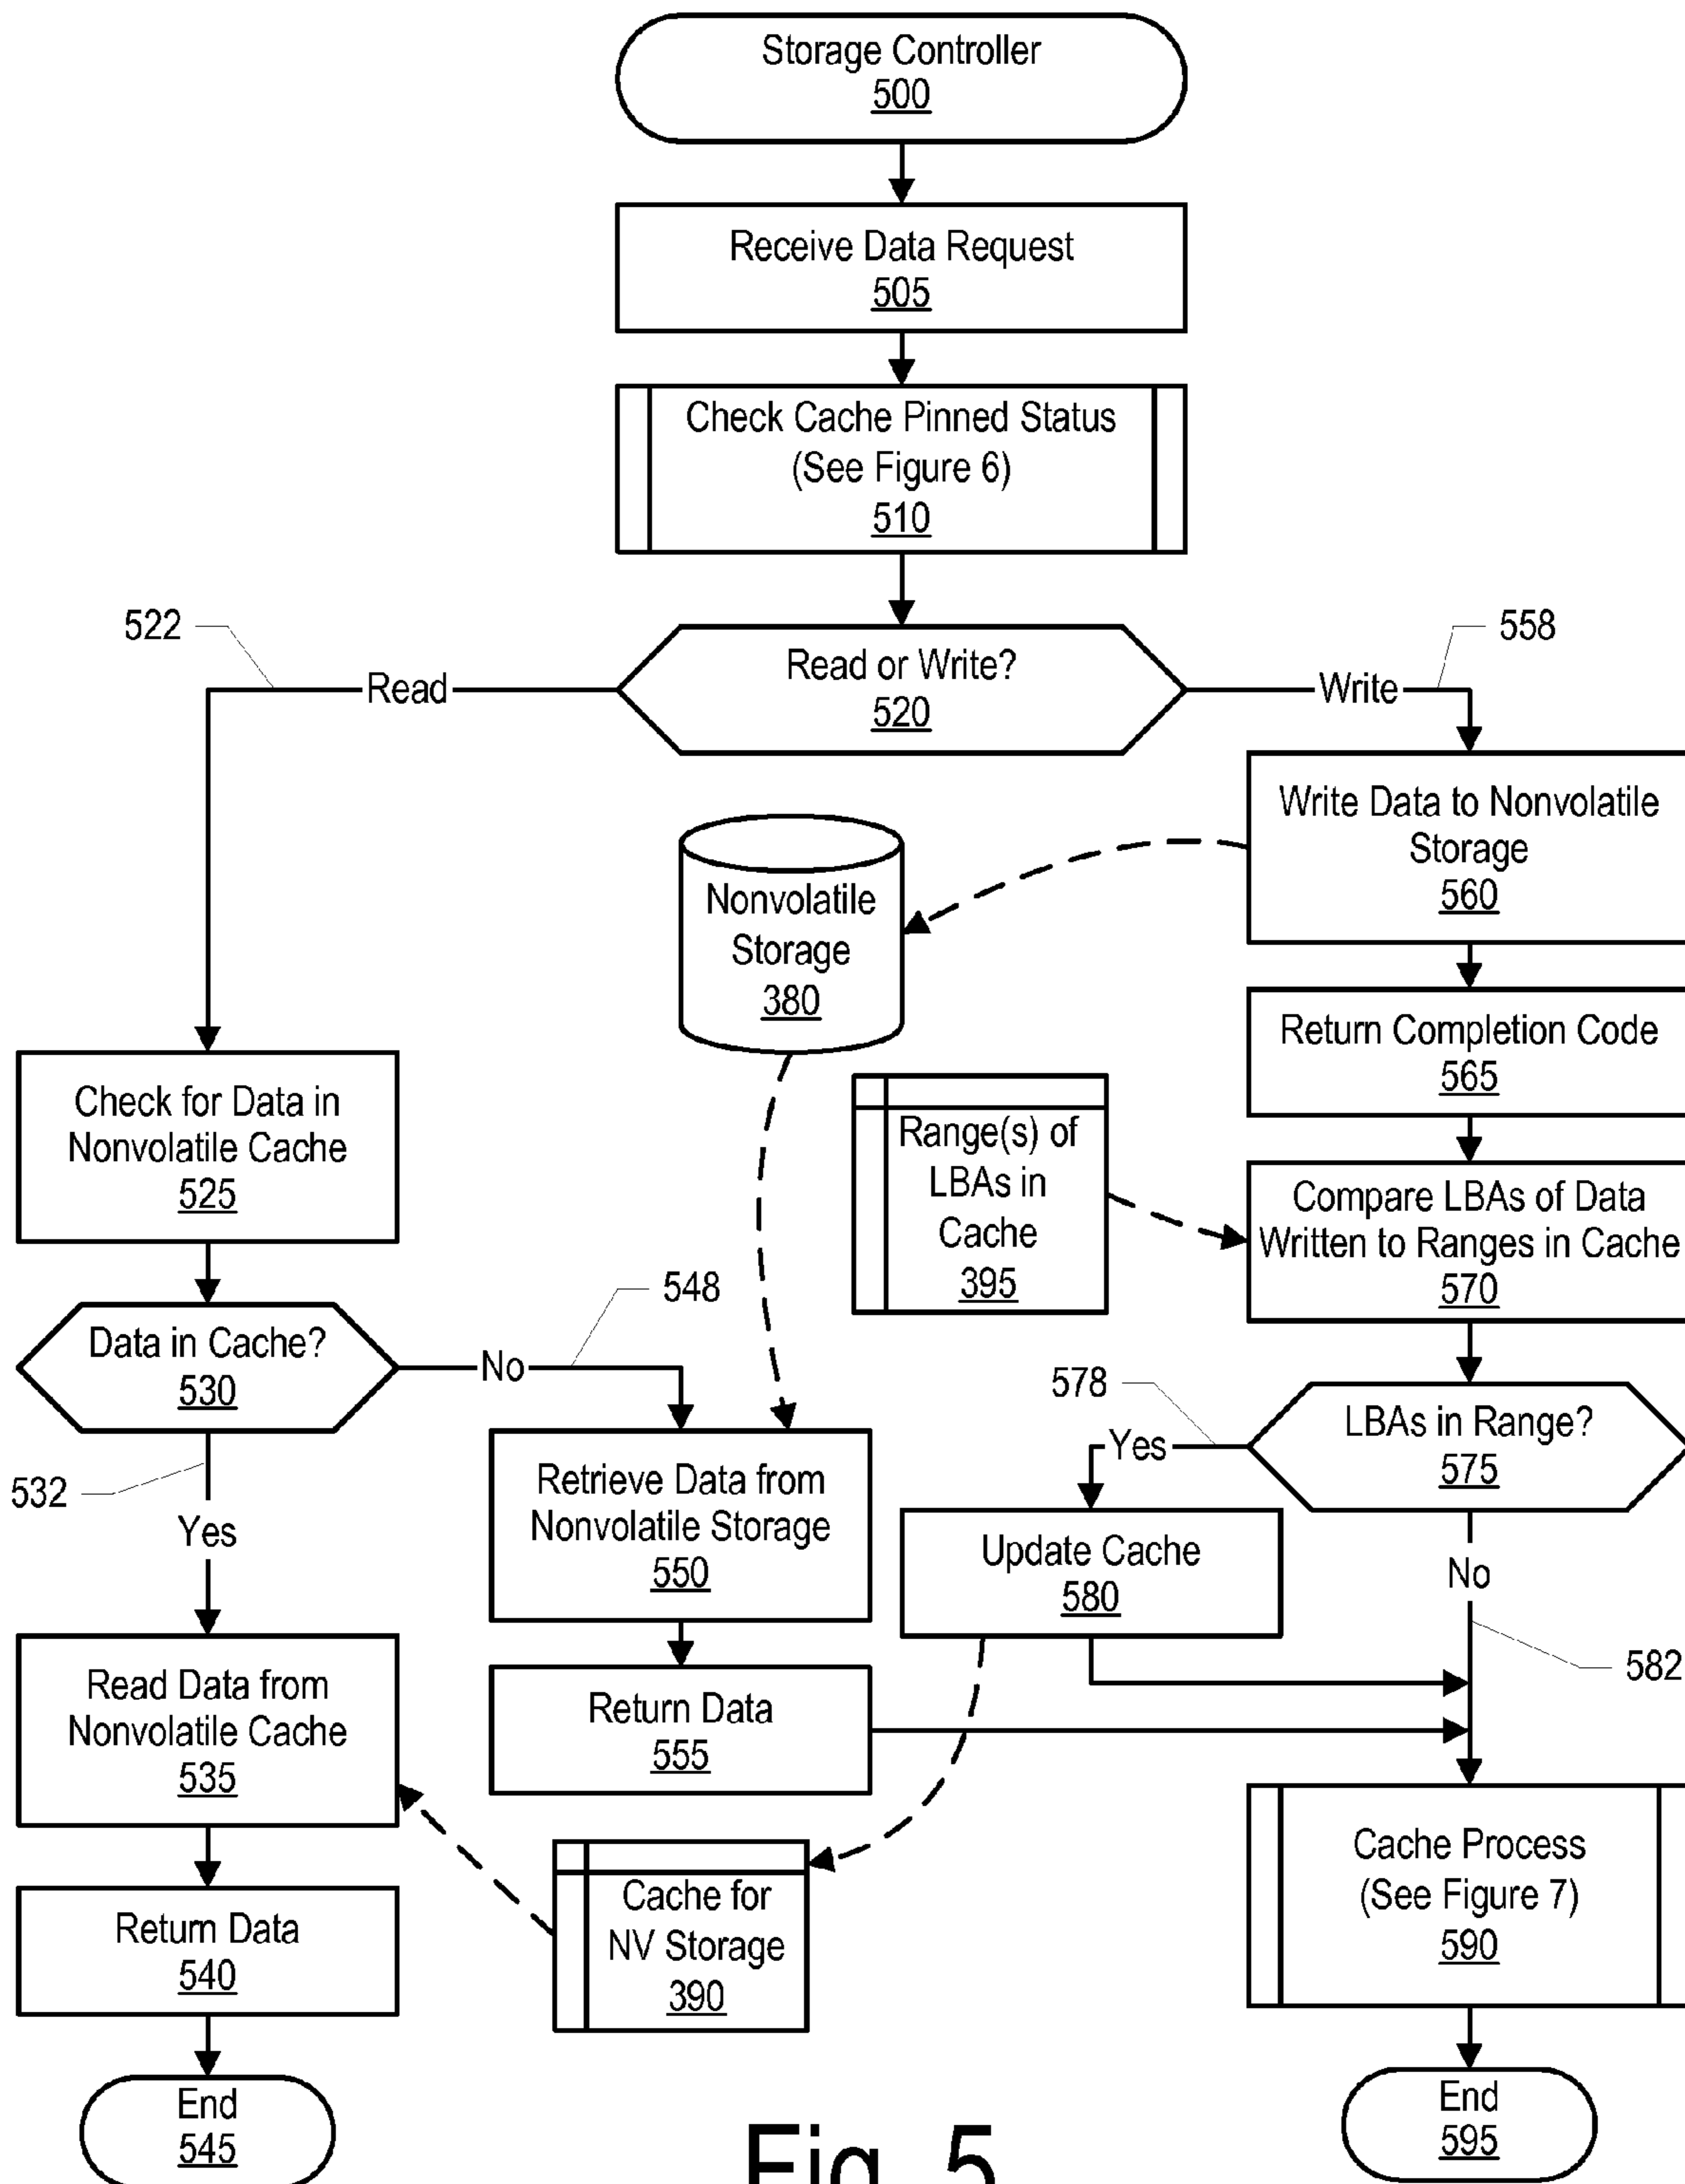 Storage Controller
500
Receive Data Request
505
Check Cache Pinned Status
(See Figure 6)
510
522
558
Read or Write?
520
Read
Write
Write Data to Nonvolatile
Storage
560
Nonvolatile
Storage
380
Return Completion Code
565
Check for Data in
Nonvolatile Cache
525
Range(s) of
LBAs in
Cache
395
Compare LBAs of Data
Written to Ranges in Cache
570
548
Data in Cache?
530
No
578
LBAs in Range?
575
Yes
532
Yes
Retrieve Data from
Nonvolatile Storage
550
Update Cache
580
No
582
Read Data from
Nonvolatile Cache
535
Return Data
555
Cache Process
(See Figure 7)
590
Cache for
NV Storage
390
Return Data
540
End
545
End
595
Fig. 5